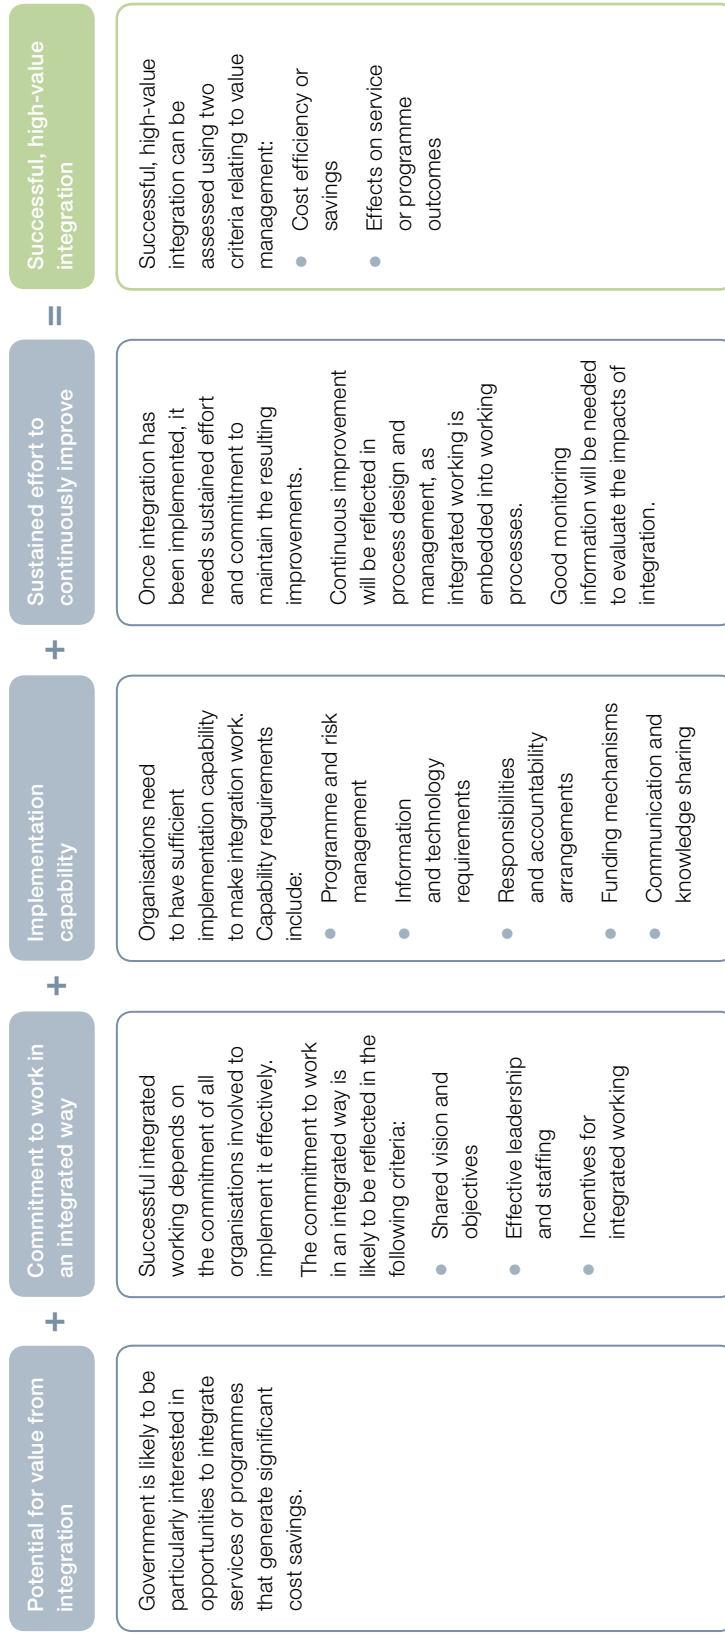 Potential for value from
integration
Government is likely to be
particularly interested in
opportunities to integrate
services or programmes
that generate significant
cost savings.
+
Commitment to work in
an integrated way
Successful integrated
working depends on
the commitment of all
organisations involved to
implement it effectively.
The commitment to work
in an integrated way is
likely to be reflected in the
following criteria:
● Shared vision and
objectives
● Effective leadership
and staffing
● Incentives for
integrated working
+
Implementation
capability
Organisations need
to have sufficient
implementation capability
to make integration work.
Capability requirements
include:
● Programme and risk
management
● Information
and technology
requirements
● Responsibilities
and accountability
arrangements
● Funding mechanisms
● Communication and
knowledge sharing
+
Sustained effort to
continuously improve
Once integration has
been implemented, it
needs sustained effort
and commitment to
maintain the resulting
improvements.
Continuous improvement
will be reflected in
process design and
management, as
integrated working is
embedded into working
processes.
Good monitoring
information will be needed
to evaluate the impacts of
integration.
=
Successful, high-value
integration
Successful, high-value
integration can be
assessed using two
criteria relating to value
management:
● Cost efficiency or
savings
● Effects on service
or programme
outcomes